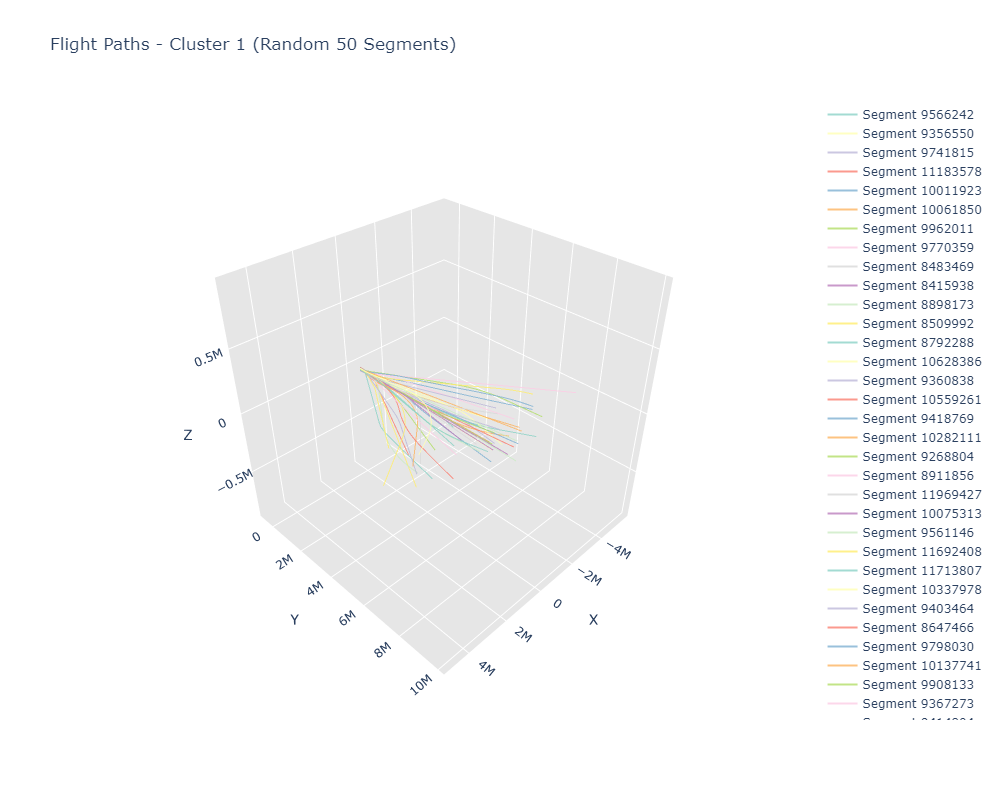 Flight Paths - Cluster 1 (Random 50 Segments)
Segment 9566242
Segment 9356550
Segment 9741815
Segment 11183578
Segment 10011923
Segment 10061850
Segment 9962011
Segment 9770359
Segment 8483469
Segment 8415938
Segment 8898173
Segment 8509992
Segment 8792288
Segment 10628386
Segment 9360838
Segment 10559261
Segment 9418769
Segment 10282111
Segment 9268804
Segment 8911856
Segment 11969427
Segment 10075313
Segment 9561146
Segment 11692408
Segment 11713807
Segment 10337978
Segment 9403464
Segment 8647466
Segment 9798030
Segment 10137741
Segment 9908133
Segment 9367273
0.5M
0
−0.5M
Z
0
2M
4M
6M
8M
10M
Y
−4M
−2M
0
2M
4M
X